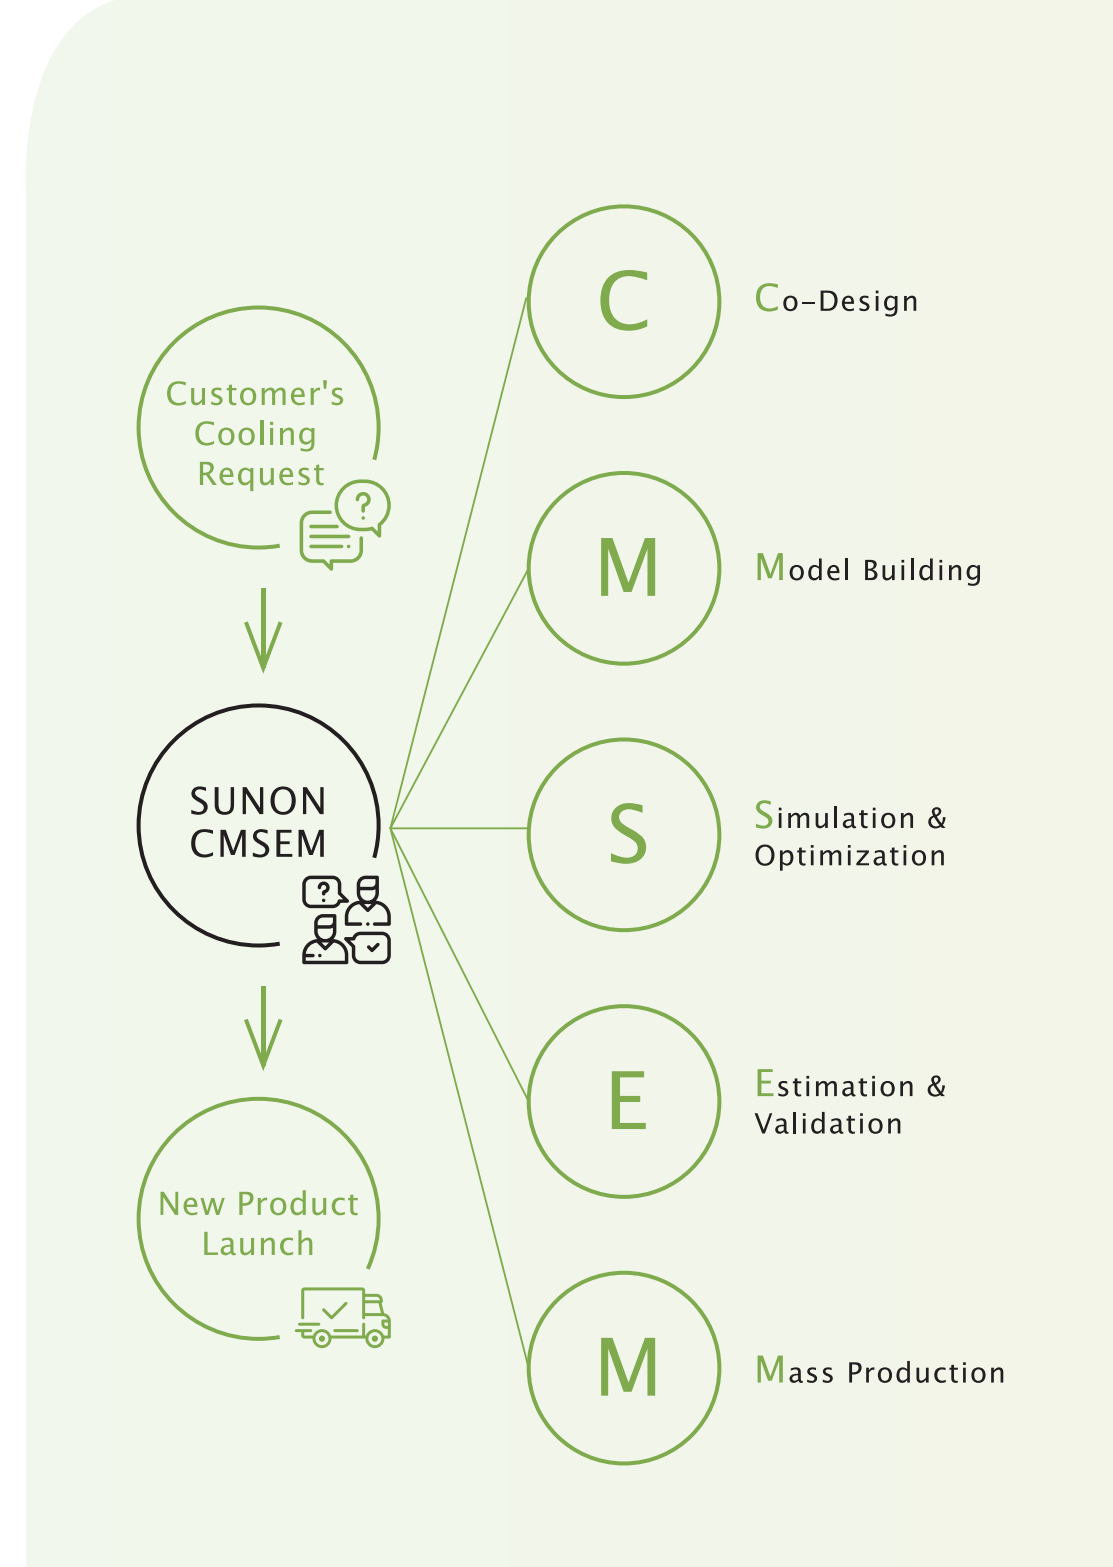 Customer's
Cooling
Request
?
SUNON
CMSEM
?
New Product
Launch
C
Co–Design
M
Model Building
S
Simulation &
Optimization
E
Estimation &
Validation
M
Mass Production